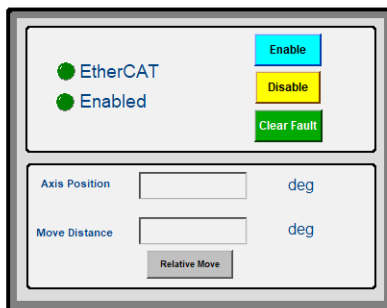 Enable
EtherCAT
Disable
Enabled
Clear Fault
Axis Position deg
Move Distance deg
Relative Move